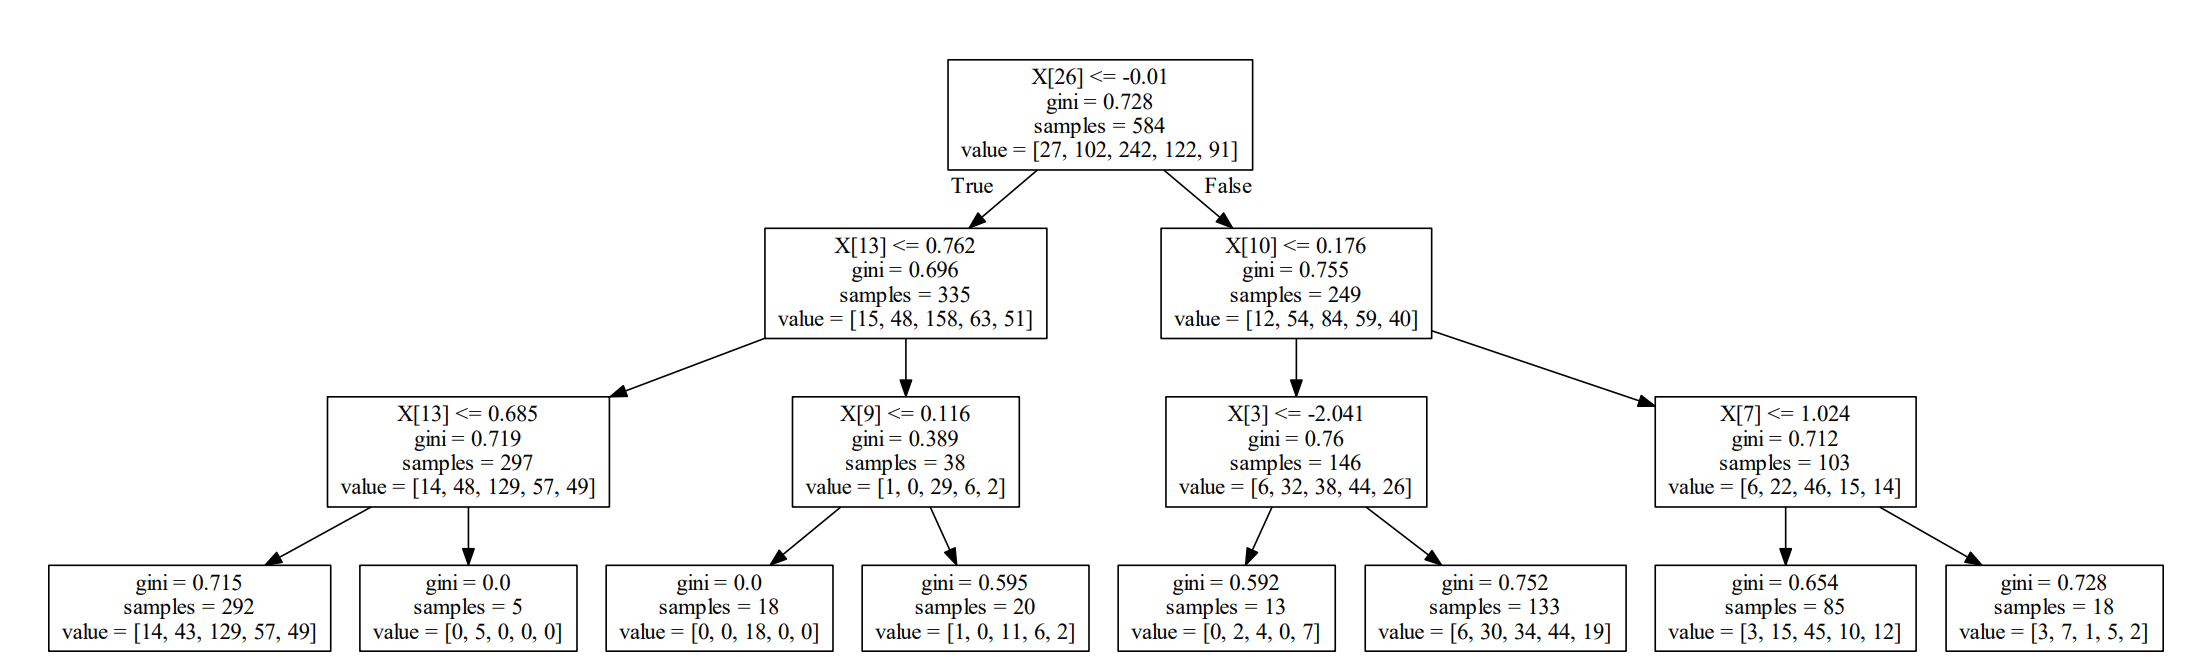 X[26] <= -0.01
gini = 0.728
samples = 584
value = [27, 102, 242, 122, 91]
True
False
X[13] <= 0.762
gini = 0.696
samples = 335
value = [15, 48, 158, 63, 51]
X[10] <= 0.176
gini = 0.755
samples = 249
value = [12, 54, 84, 59, 40]
X[13] <= 0.685
gini = 0.719
samples = 297
value = [14, 48, 129, 57, 49]
X[9] <= 0.116
gini = 0.389
samples = 38
value = [1, 0, 29, 6, 2]
X[3] <= -2.041
gini = 0.76
samples = 146
value = [6, 32, 38, 44, 26]
X[7] <= 1.024
gini = 0.712
samples = 103
value = [6, 22, 46, 15, 14]
gini = 0.715
samples = 292
value = [14, 43, 129, 57, 49]
gini = 0.0
samples = 5
value = [0, 5, 0, 0, 0]
gini = 0.0
samples = 18
value = [0, 0, 18, 0, 0]
gini = 0.595
samples = 20
value = [1, 0, 11, 6, 2]
gini = 0.592
samples = 13
value = [0, 2, 4, 0, 7]
gini = 0.752
samples = 133
value = [6, 30, 34, 44, 19]
gini = 0.654
samples = 85
value = [3, 15, 45, 10, 12]
gini = 0.728
samples = 18
value = [3, 7, 1, 5, 2]